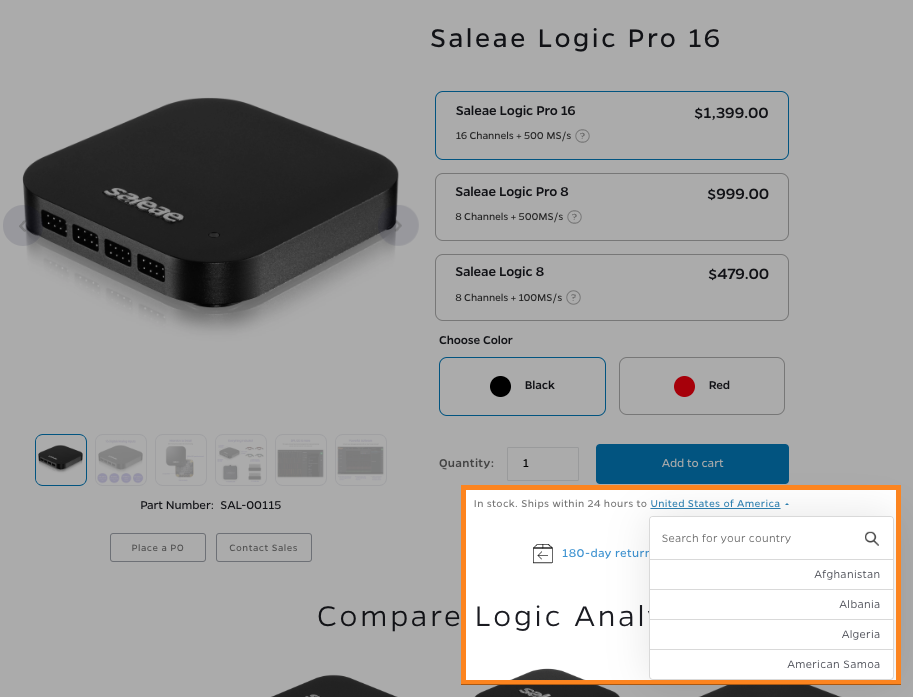 Saleae Logic Pro 16
Saleae Logic Pro 16
$1,399.00
16 Channels + 500 MS/s ?
Saleae Logic Pro 8
$999.00
8 Channels + 500MS/s ?
Saleae Logic 8
$479.00
8 Channels + 100MS/s ?
Choose Color
Black
Red
Quantity:
1
Add to cart
saleae
Part Number: SAL-00115
Place a PO
Contact Sales
In stock. Ships within 24 hours to United States of America
Search for your country
180-day return
Afghanistan
Albania
Algeria
American Samoa
Compare Logic Anal